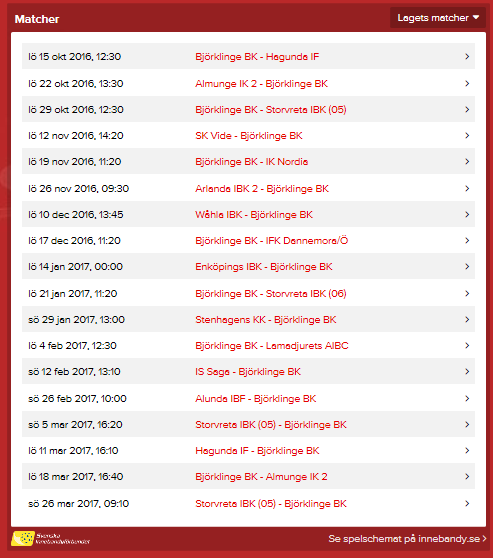 Matcher
Lagets matcher
lö 15 okt 2016, 12:30 Björklinge BK - Hagunda IF
lö 22 okt 2016, 13:30 Almunge IK 2 - Björklinge BK
lö 29 okt 2016, 12:30 Björklinge BK - Storvreta IBK (05)
lö 12 nov 2016, 14:20 SK Vide - Björklinge BK
lö 19 nov 2016, 11:20 Björklinge BK - IK Nordia
lö 26 nov 2016, 09:30 Arlanda IBK 2 - Björklinge BK
lö 10 dec 2016, 13:45 Wåhla IBK - Björklinge BK
lö 17 dec 2016, 11:20 Björklinge BK - IFK Dannemora/Ö
lö 14 jan 2017, 00:00 Enköpings IBK - Björklinge BK
lö 21 jan 2017, 11:20 Björklinge BK - Storvreta IBK (06)
sö 29 jan 2017, 13:00 Stenhagens KK - Björklinge BK
lö 4 feb 2017, 12:30 Björklinge BK - Lamadjurets AIBC
sö 12 feb 2017, 13:10 IS Saga - Björklinge BK
sö 26 feb 2017, 10:00 Alunda IBF - Björklinge BK
sö 5 mar 2017, 16:20 Storvreta IBK (05) - Björklinge BK
lö 11 mar 2017, 16:10 Hagunda IF - Björklinge BK
lö 18 mar 2017, 16:40 Björklinge BK - Almunge IK 2
sö 26 mar 2017, 09:10 Storvreta IBK (05) - Björklinge BK
Svenska
Innebandyförbundet
Se spelschemat på innebandy.se